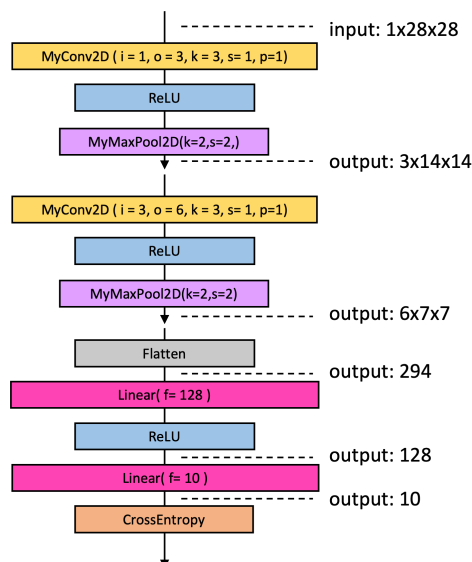 input: 1x28x28
MyConv2D ( i = 1, o = 3, k = 3, s= 1, p=1)
ReLU
MyMaxPool2D(k=2,s=2,)
output: 3x14x14
MyConv2D ( i = 3, o = 6, k = 3, s= 1, p=1)
ReLU
MyMaxPool2D(k=2,s=2)
output: 6x7x7
Flatten
output: 294
Linear( f= 128 )
ReLU
output: 128
Linear( f= 10 )
output: 10
CrossEntropy